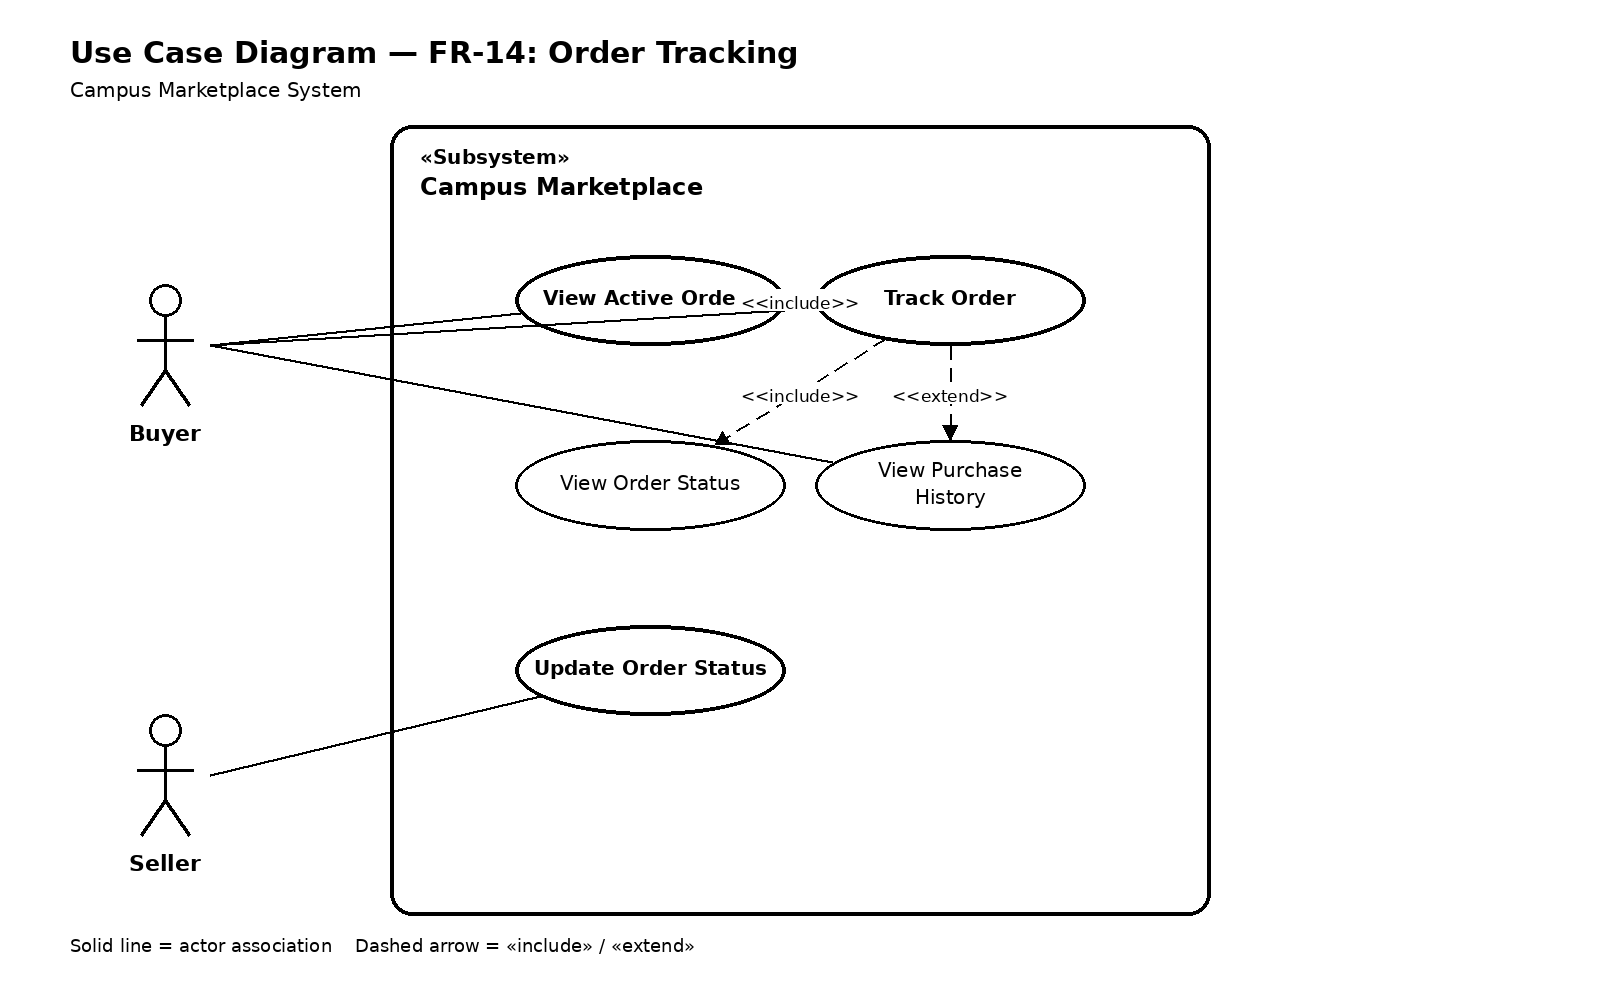 Use Case Diagram — FR-14: Order Tracking
Campus Marketplace System
«Subsystem»
Campus Marketplace
View Active Orde
<<include>>
Track Order
<<include>>
<<extend>>
Buyer
View Order Status
View Purchase
History
Update Order Status
Seller
Solid line = actor association    Dashed arrow = «include» / «extend»